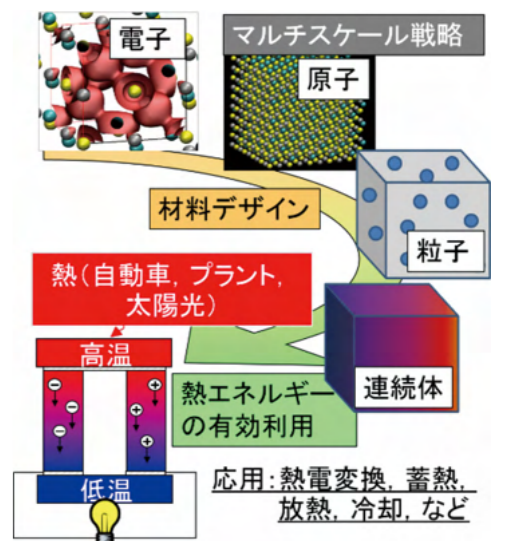 電子
マルチスケール戦略
原子
材料デザイン
粒子
熱（自動車，プラント，
太陽光）
高温
連続体
熱エネルギー
の有効利用
低温
応用：熱電変換，蓄熱，
放熱，冷却，など